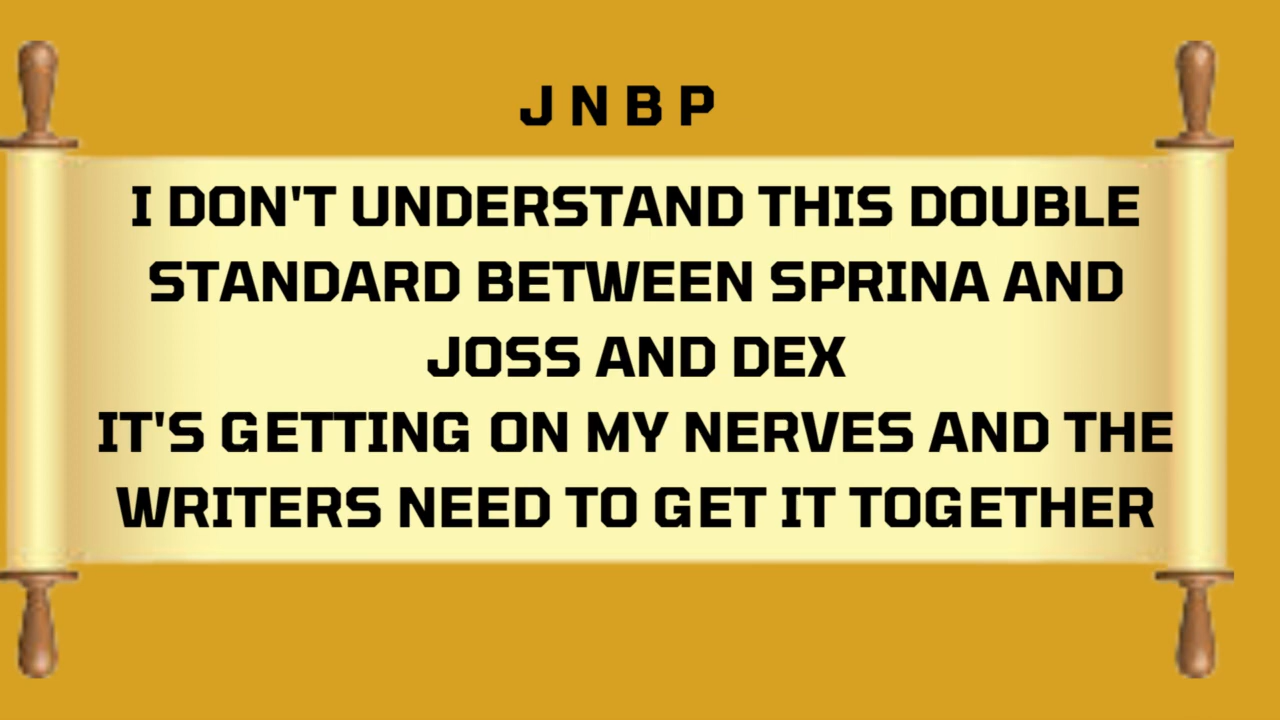 J N B P
I DON'T UNDERSTAND THIS DOUBLE
STANDARD BETWEEN SPRINA AND
JOSS AND DEX
IT'S GETTING ON MY NERVES AND THE
WRITERS NEED TO GET IT TOGETHER